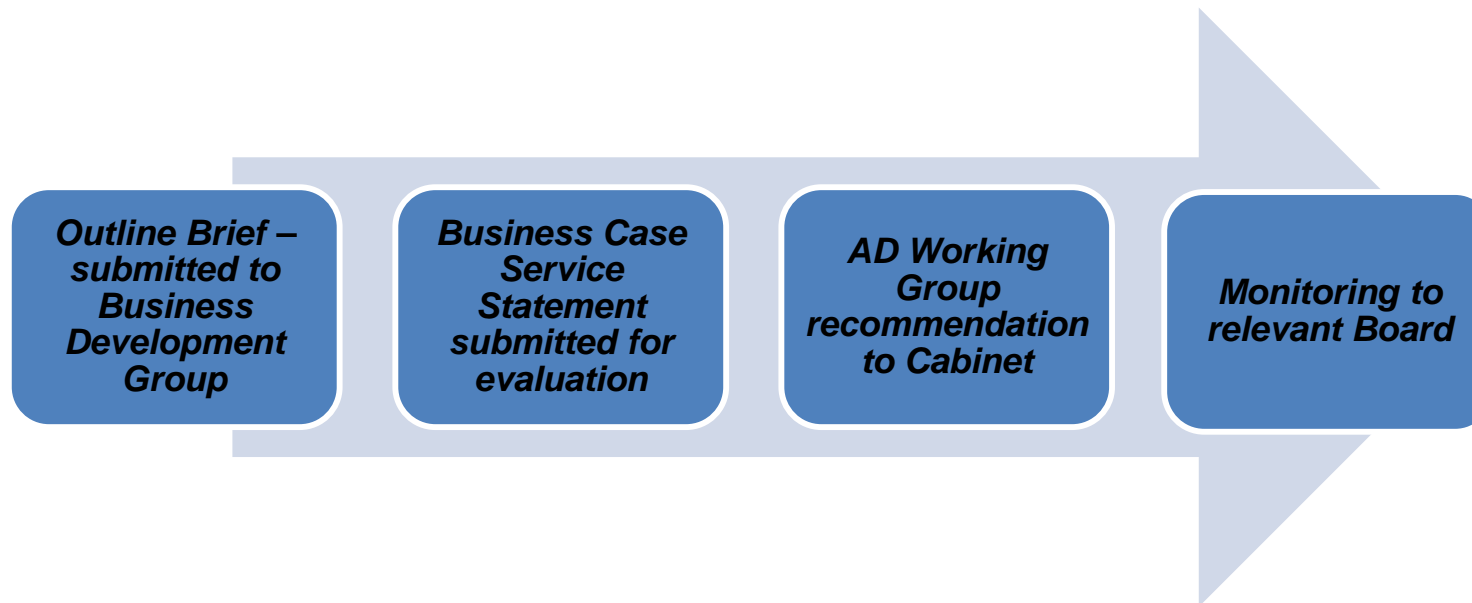 Outline Brief –
submitted to
Business
Development
Group
Business Case
Service
Statement
submitted for
evaluation
AD Working
Group
recommendation
to Cabinet
Monitoring to
relevant Board